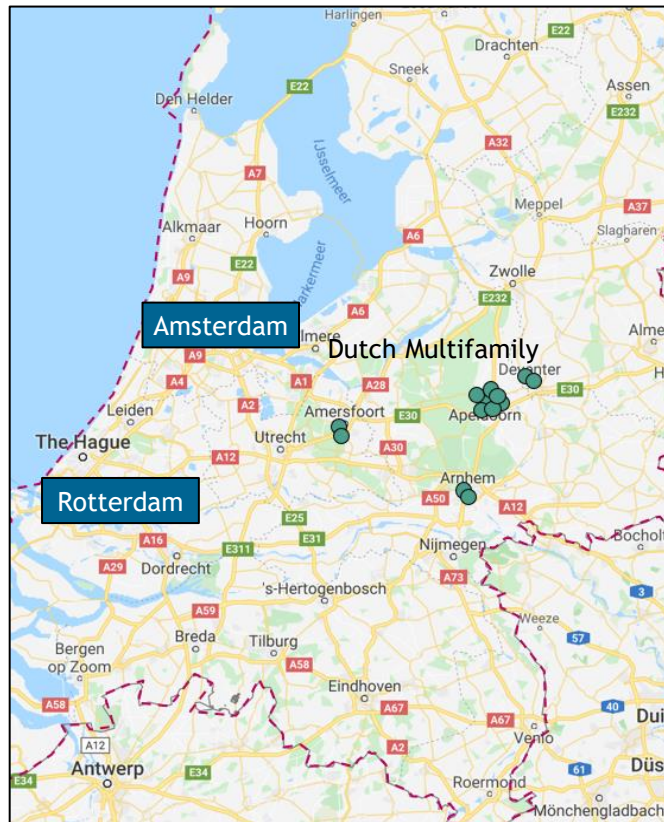 Harlingen
E22
Drachten
Sneek
Assen
Den Helder
E22
E232
A32
A7
IJsselmeer
Meppel
A37
Hoorn
Alkmaar
A6
Slagharen
E22
A9
Zwolle
E232
Markermeer
A6
Amsterdam
Dutch Multifamily
A9
A4
A1
A28
Deventer
E30
Leiden
A2
Amersfoort
E30
Apeldoorn
The Hague
Utrecht
A30
A12
Arnhem
Rotterdam
A50
A12
E25
A16
E311
E31
Nijmegen
Bocholt
A29
Dordrecht
A73
3
's-Hertogenbosch
A59
Weeze
57
Bergen
op Zoom
Breda
Tilburg
A58
Eindhoven
A58
A67
A67
40
A12
A2
Venlo
Dui
Antwerp
E34
E34
61
Düs
Roermond
Mönchengladbach